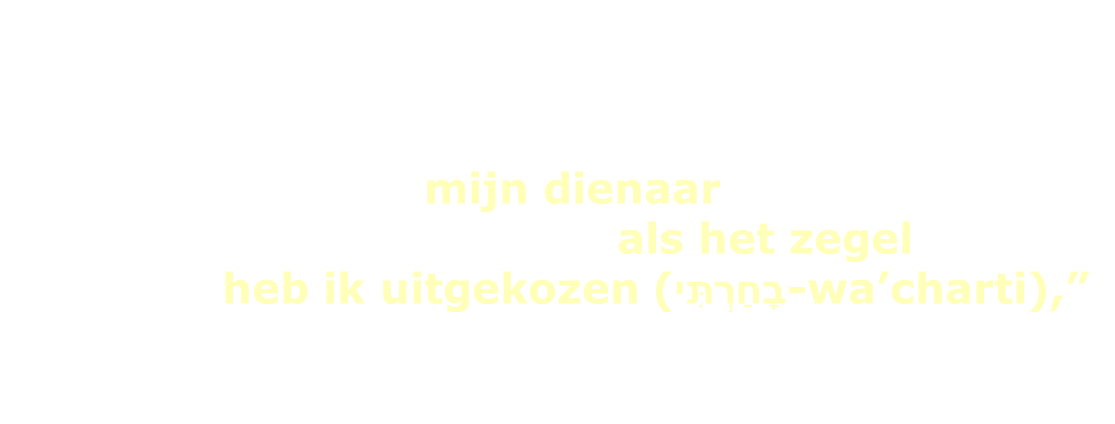 mijn dienaar
als het zegel
heb ik uitgekozen (בָחַרְתִּי-wa’charti),”